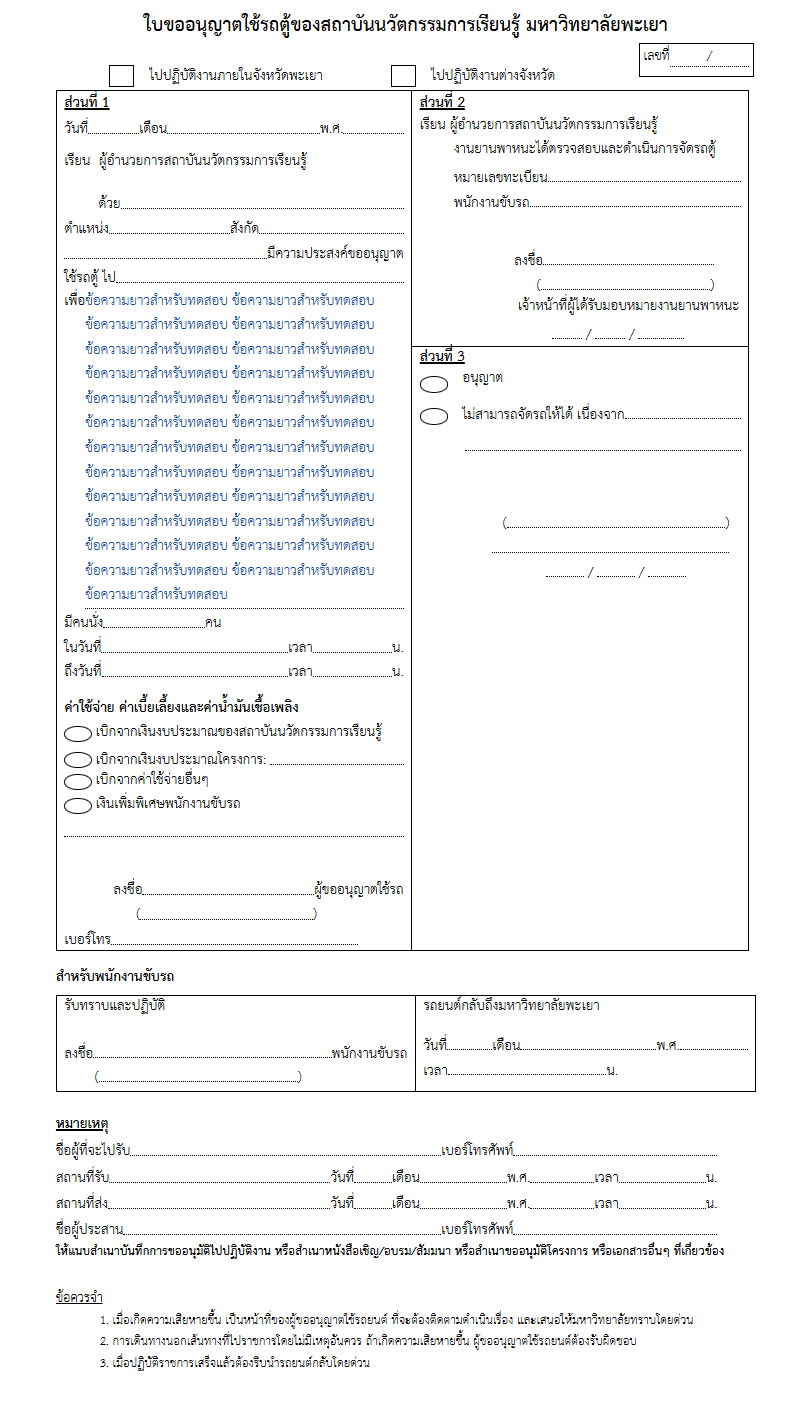 ใบขออนุญาตใช้รถตู้ของสถาบันนวัตกรรมการเรียนรู้ มหาวิทยาลัยพะเยา
เลขที่ /
ไปปฏิบัติงานภายในจังหวัดพะเยา ไปปฏิบัติงานต่างจังหวัด
ส่วนที่ 1
วันที่ เดือน พ.ศ.
เรียน ผู้อำนวยการสถาบันนวัตกรรมการเรียนรู้
ด้วย
ตำแหน่ง สังกัด
มีความประสงค์ขออนุญาต
ใช้รถตู้ ไป
เพื่อข้อความยาวสำหรับทดสอบ ข้อความยาวสำหรับทดสอบ
ข้อความยาวสำหรับทดสอบ ข้อความยาวสำหรับทดสอบ
ข้อความยาวสำหรับทดสอบ ข้อความยาวสำหรับทดสอบ
ข้อความยาวสำหรับทดสอบ ข้อความยาวสำหรับทดสอบ
ข้อความยาวสำหรับทดสอบ ข้อความยาวสำหรับทดสอบ
ข้อความยาวสำหรับทดสอบ ข้อความยาวสำหรับทดสอบ
ข้อความยาวสำหรับทดสอบ ข้อความยาวสำหรับทดสอบ
ข้อความยาวสำหรับทดสอบ ข้อความยาวสำหรับทดสอบ
ข้อความยาวสำหรับทดสอบ ข้อความยาวสำหรับทดสอบ
ข้อความยาวสำหรับทดสอบ ข้อความยาวสำหรับทดสอบ
ข้อความยาวสำหรับทดสอบ ข้อความยาวสำหรับทดสอบ
ข้อความยาวสำหรับทดสอบ ข้อความยาวสำหรับทดสอบ
ข้อความยาวสำหรับทดสอบ
มีคนนั่ง คน
ในวันที่ เวลา น.
ถึงวันที่ เวลา น.
ค่าใช้จ่าย ค่าเบี้ยเลี้ยงและค่าน้ำมันเชื้อเพลิง
เบิกจากเงินงบประมาณของสถาบันนวัตกรรมการเรียนรู้
เบิกจากเงินงบประมาณโครงการ:
เบิกจากค่าใช้จ่ายอื่นๆ
เงินเพิ่มพิเศษพนักงานขับรถ
ลงชื่อ ผู้ขออนุญาตใช้รถ
( )
เบอร์โทร
ส่วนที่ 2
เรียน ผู้อำนวยการสถาบันนวัตกรรมการเรียนรู้
งานยานพาหนะได้ตรวจสอบและดำเนินการจัดรถตู้
หมายเลขทะเบียน
พนักงานขับรถ
ลงชื่อ
( )
เจ้าหน้าที่ผู้ได้รับมอบหมายงานยานพาหนะ
/ /
ส่วนที่ 3
อนุญาต
ไม่สามารถจัดรถให้ได้ เนื่องจาก
( )
/ /
สำหรับพนักงานขับรถ
รับทราบและปฏิบัติ
ลงชื่อ พนักงานขับรถ
( )
รถยนต์กลับถึงมหาวิทยาลัยพะเยา
วันที่ เดือน พ.ศ.
เวลา น.
หมายเหตุ
ชื่อผู้ที่จะไปรับ เบอร์โทรศัพท์
สถานที่รับ วันที่ เดือน พ.ศ. เวลา น.
สถานที่ส่ง วันที่ เดือน พ.ศ. เวลา น.
ชื่อผู้ประสาน เบอร์โทรศัพท์
ให้แนบสำเนาบันทึกการขออนุมัติไปปฏิบัติงาน หรือสำเนาหนังสือเชิญ/อบรม/สัมมนา หรือสำเนาขออนุมัติโครงการ หรือเอกสารอื่นๆ ที่เกี่ยวข้อง
ข้อควรจำ
1. เมื่อเกิดความเสียหายขึ้น เป็นหน้าที่ของผู้ขออนุญาตใช้รถยนต์ ที่จะต้องติดตามดำเนินเรื่อง และเสนอให้มหาวิทยาลัยทราบโดยด่วน
2. การเดินทางนอกเส้นทางที่ไปราชการโดยไม่มีเหตุอันควร ถ้าเกิดความเสียหายขึ้น ผู้ขออนุญาตใช้รถยนต์ต้องรับผิดชอบ
3. เมื่อปฏิบัติราชการเสร็จแล้วต้องรีบนำรถยนต์กลับโดยด่วน